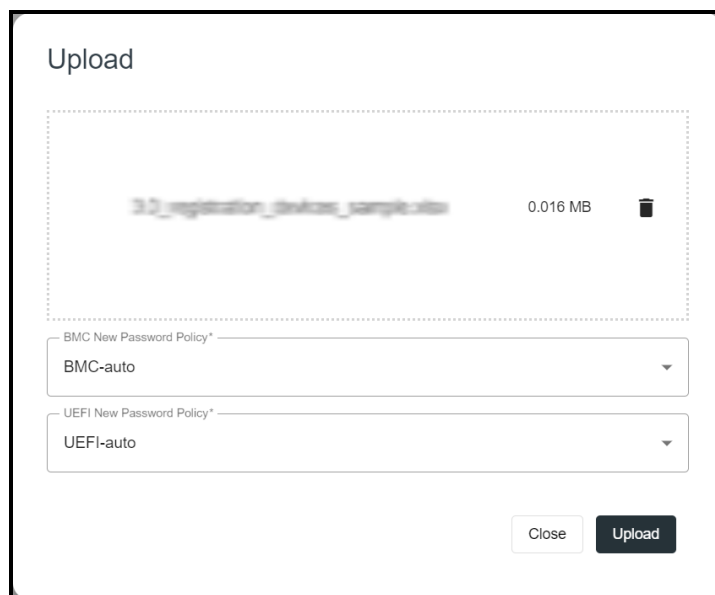 Upload
0.016 MB
BMC New Password Policy*
BMC-auto
UEFI New Password Policy*
UEFI-auto
Close Upload